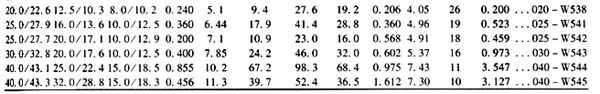 20.0/22.6 12.5/10.3 8.0/10.2 0.240 5.1 9.4 27.6 19.2 0.206 4.05 26 0.200 ...020-W538
25.0/27.9 16.0/13.6 10.0/12.5 0.360 6.44 17.9 41.4 28.8 0.360 4.96 19 0.523 ...025-W541
25.0/27.7 20.0/17.1 10.0/12.9 0.200 7.1 10.9 23.0 16.0 0.568 4.91 18 0.459 ...025-W542
30.0/32.8 20.0/17.6 10.0/12.5 0.400 7.85 24.2 46.0 32.0 0.602 5.37 16 0.973 ...030-W543
40.0/43.1 25.0/22.4 15.0/18.5 0.855 10.2 67.2 98.3 68.4 0.975 7.43 11 3.547 ...040-W544
40.0/43.3 32.0/28.8 15.0/18.3 0.456 11.3 39.7 52.4 36.5 1.612 7.30 10 3.127 ...040-W545